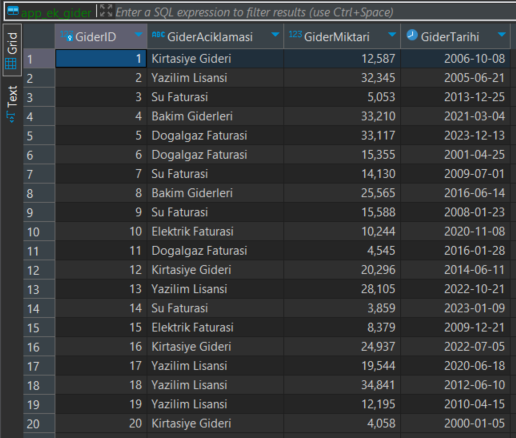 app_ek_gider Enter a SQL expression to filter results (use Ctrl+Space)
Grid
Text
GiderID ABC GiderAciklamasi 123 GiderMiktari GiderTarihi
1 1 Kirtasiye Gideri 12,587 2006-10-08
2 2 Yazilim Lisansi 32,345 2005-06-21
3 3 Su Faturasi 5,053 2013-12-25
4 4 Bakim Giderleri 33,210 2021-03-04
5 5 Dogalgaz Faturasi 33,117 2023-12-13
6 6 Dogalgaz Faturasi 15,355 2001-04-25
7 7 Su Faturasi 14,130 2009-07-01
8 8 Bakim Giderleri 25,565 2016-06-14
9 9 Su Faturasi 15,588 2008-01-23
10 10 Elektrik Faturasi 10,244 2020-11-08
11 11 Dogalgaz Faturasi 4,545 2016-01-28
12 12 Kirtasiye Gideri 20,296 2014-06-11
13 13 Yazilim Lisansi 28,105 2022-10-21
14 14 Su Faturasi 3,859 2023-01-09
15 15 Elektrik Faturasi 8,379 2009-12-21
16 16 Kirtasiye Gideri 24,937 2022-07-05
17 17 Yazilim Lisansi 19,544 2020-06-18
18 18 Yazilim Lisansi 34,841 2012-06-10
19 19 Yazilim Lisansi 12,195 2010-04-15
20 20 Kirtasiye Gideri 4,058 2000-01-05